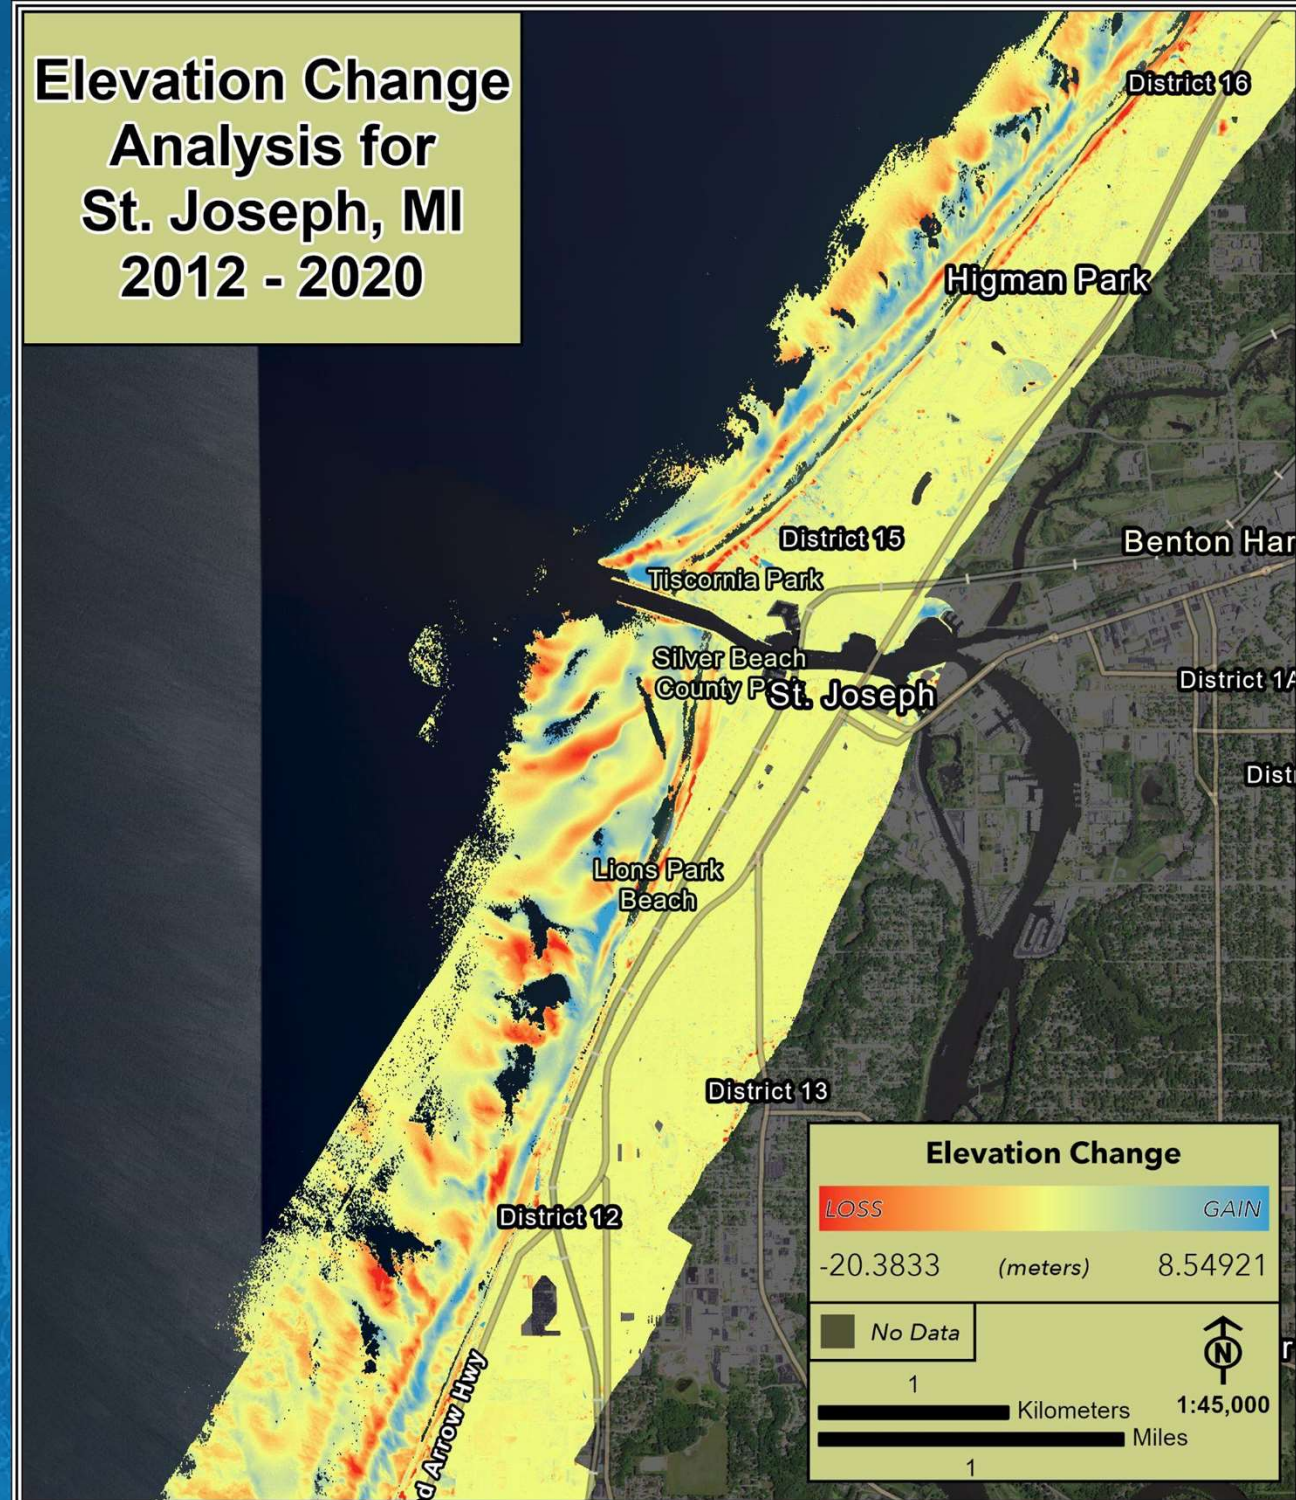 Elevation Change
Analysis for
St. Joseph, MI
2012 - 2020
District 16
Higman Park
District 15
Benton Har
Tiscornia Park
Silver Beach
County P
St. Joseph
District 1A
Distr
Lions Park
Beach
District 13
District 12
d Arrow Hwy
Elevation Change
LOSS
GAIN
-20.3833
(meters)
8.54921
No Data
N
1
Kilometers
1:45,000
Miles
1